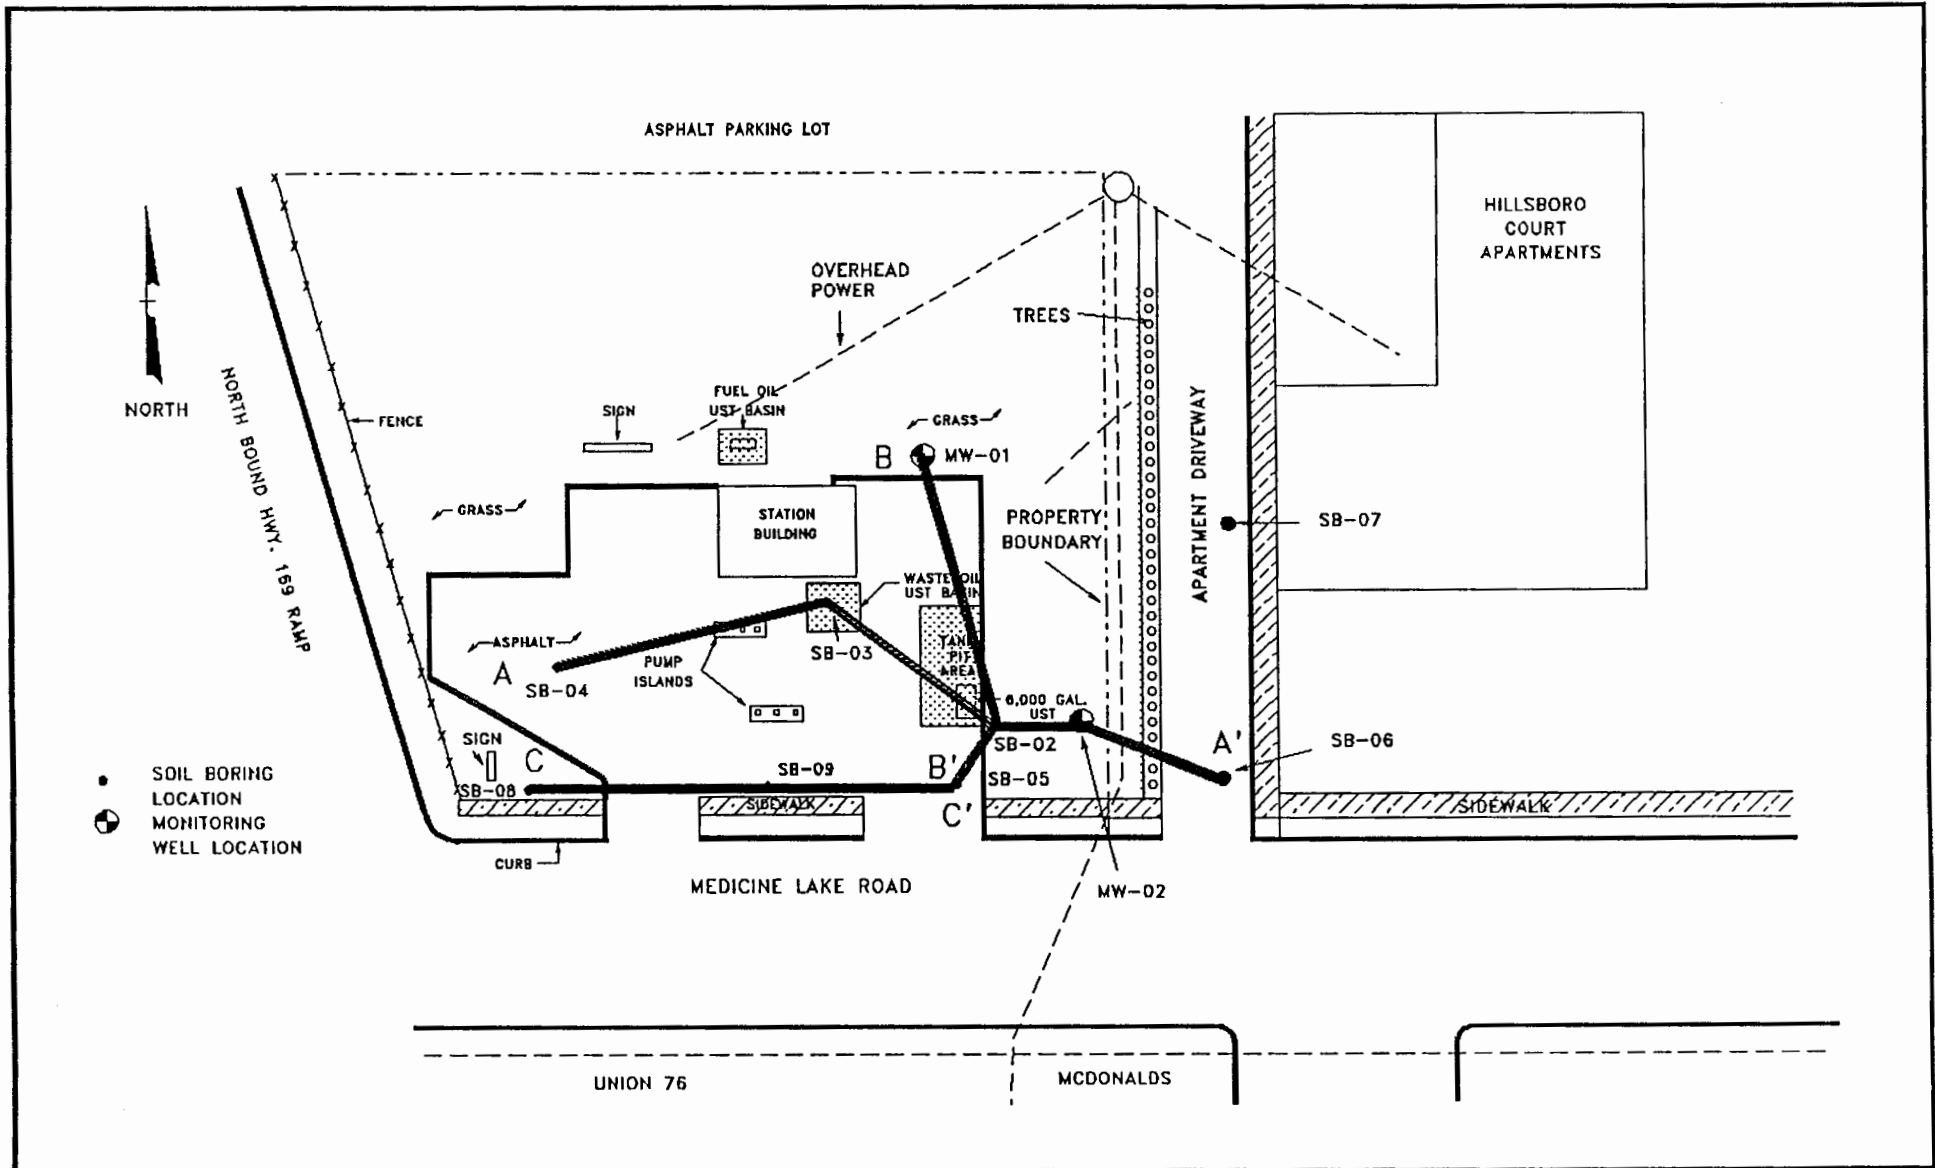 ASPHALT PARKING LOT
HILLSBORO
COURT
APARTMENTS
OVERHEAD
POWER
TREES
NORTH
NORTH BOUND HWY. 169 RAMP
FENCE
SIGN
FUEL OIL
UST BASIN
GRASS
B
MW-01
APARTMENT DRIVEWAY
GRASS
STATION
BUILDING
PROPERTY
BOUNDARY
SB-07
WASTE OIL
UST BASIN
ASPHALT
A
SB-04
PUMP
ISLANDS
SB-03
TANK
PIT
AREA
6,000 GAL.
UST
SB-02
A'
SB-06
SIGN
C
SB-08
SB-09
B'
SB-05
C'
SIDEWALK
SIDEWALK
SOIL BORING
LOCATION
MONITORING
WELL LOCATION
CURB
MEDICINE LAKE ROAD
MW-02
UNION 76
MCDONALDS